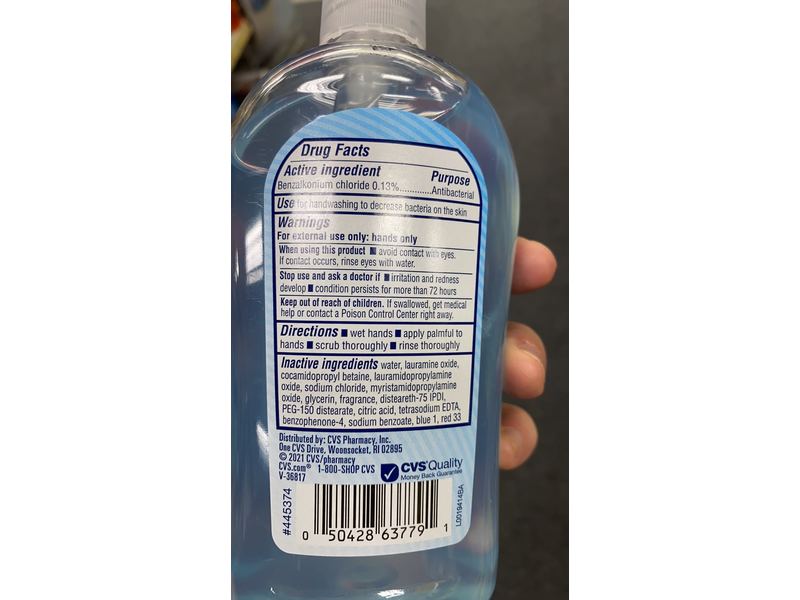 Drug Facts
Active ingredient Purpose
Benzalkonium chloride 0.13%.............Antibacterial
Use for handwashing to decrease bacteria on the skin
Warnings
For external use only: hands only
When using this product ■ avoid contact with eyes.
If contact occurs, rinse eyes with water.
Stop use and ask a doctor if ■ irritation and redness
develop ■ condition persists for more than 72 hours
Keep out of reach of children. If swallowed, get medical
help or contact a Poison Control Center right away.
Directions ■ wet hands ■ apply palmful to
hands ■ scrub thoroughly ■ rinse thoroughly
Inactive ingredients water, lauramine oxide,
cocamidopropyl betaine, lauramidopropylamine
oxide, sodium chloride, myristamidopropylamine
oxide, glycerin, fragrance, disteareth-75 IPDI,
PEG-150 distearate, citric acid, tetrasodium EDTA,
benzophenone-4, sodium benzoate, blue 1, red 33
Distributed by: CVS Pharmacy, Inc.
One CVS Drive, Woonsocket, RI 02895
© 2021 CVS/pharmacy
CVS.com® 1-800-SHOP CVS
V-36817
CVS Quality
Money Back Guarantee
#445374
L0019414BA
0 50428 63779 1